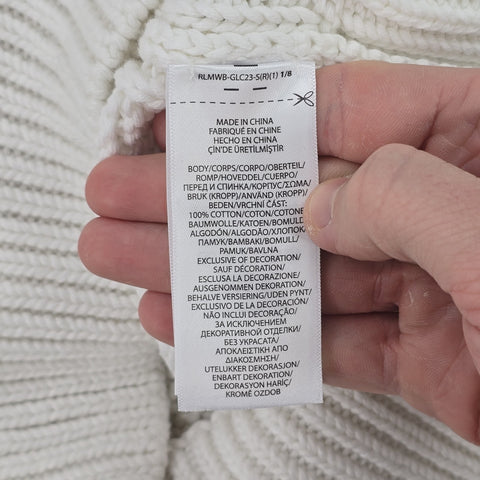 RLMWB-GLC23-S(R)(1) 1/8
MADE IN CHINA
FABRIQUÉ EN CHINE
HECHO EN CHINA
ÇİN'DE ÜRETİLMİŞTİR
BODY/CORPS/CORPO/OBERTEIL/
ROMP/HOVEDDEL/CUERPO/
ПЕРЕД И СПИНКА/KOPПУС/ΣΩΜΑ/
BRUK (KROPP)/ANVÄND (KROPP)/
BEDEN/VRCHNÍ ČÁST:
100% COTTON/COTON/COTONE
BAUMWOLLE/KATOEN/BOMULD
ALGODÓN/ALGODÃO/ХЛОПОК
ΠΑΜΥΚ/BAMBAKI/BOMULL/
PAMUK/BAVLNA
EXCLUSIVE OF DECORATION/
SAUF DÉCORATION/
ESCLUSA LA DECORAZIONE/
AUSGENOMMEN DEKORATION/
BEHALVE VERSIERING/UDEN PYNT/
EXCLUSIVO DE LA DECORACIÓN/
NÃO INCLUI DECORAÇÃO/
ЗА ИСКЛЮЧЕНИЕМ
ДЕКОРАТИВНОЙ ОТДЕЛКИ/
БЕЗ УКРАСАТА/
ΑΠΟΚΛΕΙΣΤΙΚΗ ΑΠΟ
ΔΙΑΚΟΣΜΗΣΗ/
UTELUKKER DEKORATION/
ENBART DEKORATION/
DEKORASYON HARİÇ/
KROMĚ OZDOB